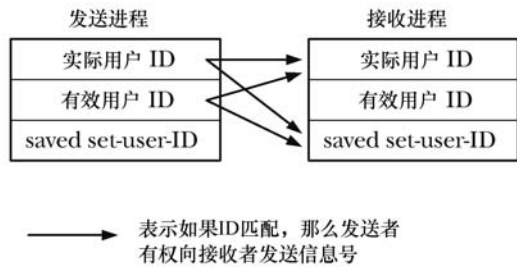 发送进程
接收进程
实际用户 ID
实际用户 ID
有效用户 ID
有效用户 ID
saved set-user-ID
saved set-user-ID
表示如果ID匹配，那么发送者
有权向接收者发送信息号